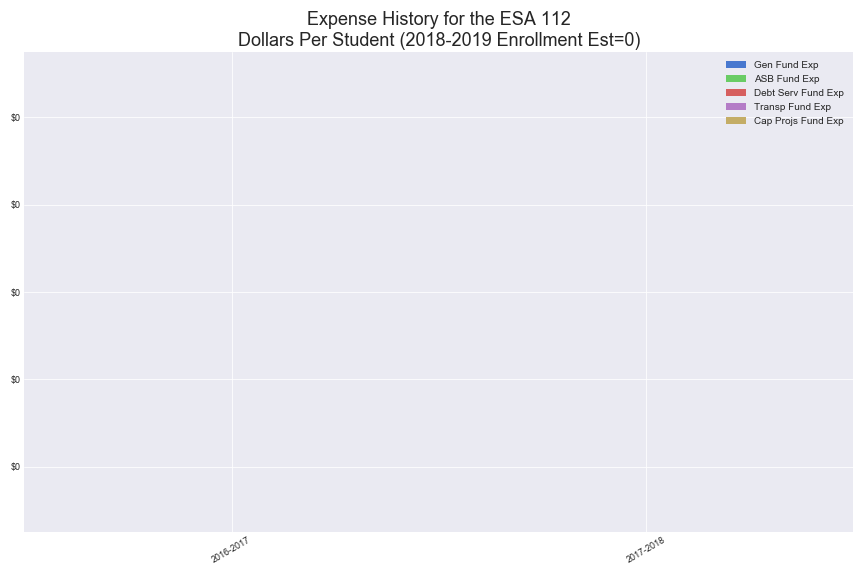 Expense History for the ESA 112
Dollars Per Student (2018-2019 Enrollment Est=0)
Gen Fund Exp
ASB Fund Exp
Debt Serv Fund Exp
Transp Fund Exp
Cap Projs Fund Exp
$0
$0
$0
$0
$0
2016-2017
2017-2018